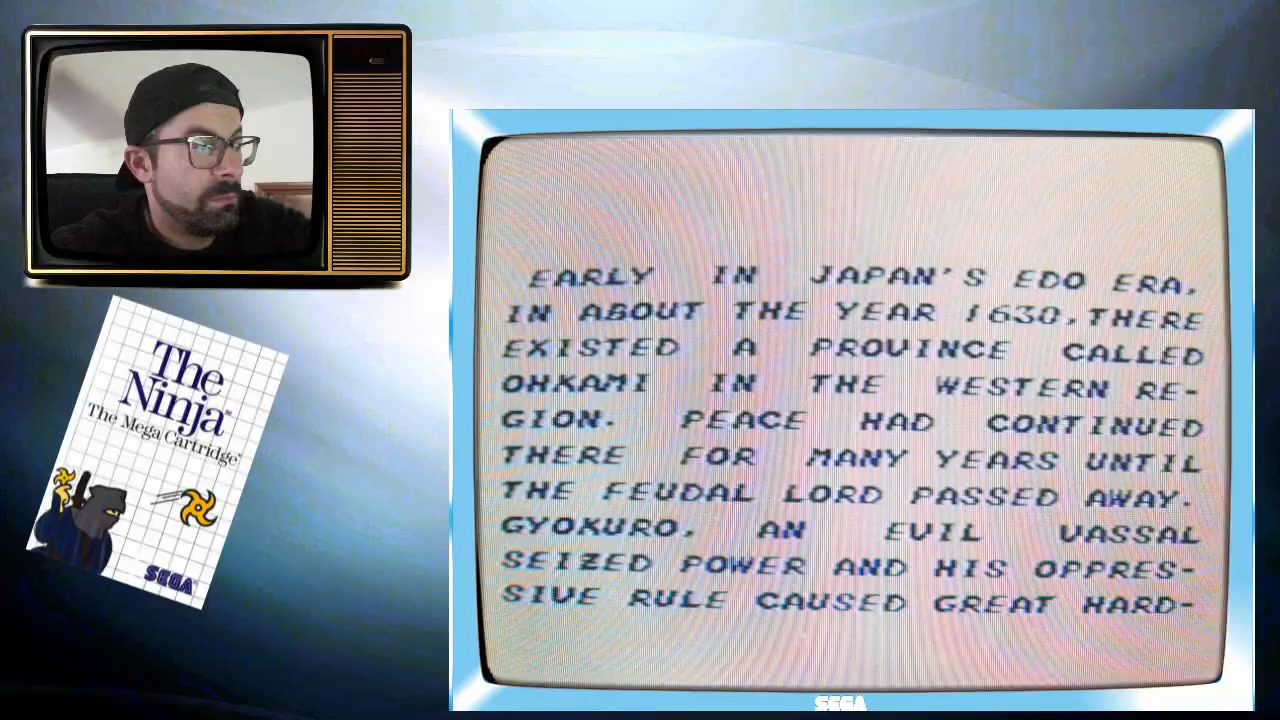 The
Ninja™
The Mega Cartridge
SEGA
EARLY IN JAPAN'S EDO ERA,
IN ABOUT THE YEAR 1630,THERE
EXISTED A PROVINCE CALLED
OHKAMI IN THE WESTERN RE-
GION. PEACE HAD CONTINUED
THERE FOR MANY YEARS UNTIL
THE FEUDAL LORD PASSED AWAY.
GYOKURO, AN EVIL VASSAL
SEIZED POWER AND HIS OPPRES-
SIVE RULE CAUSED GREAT HARD-
SEGA